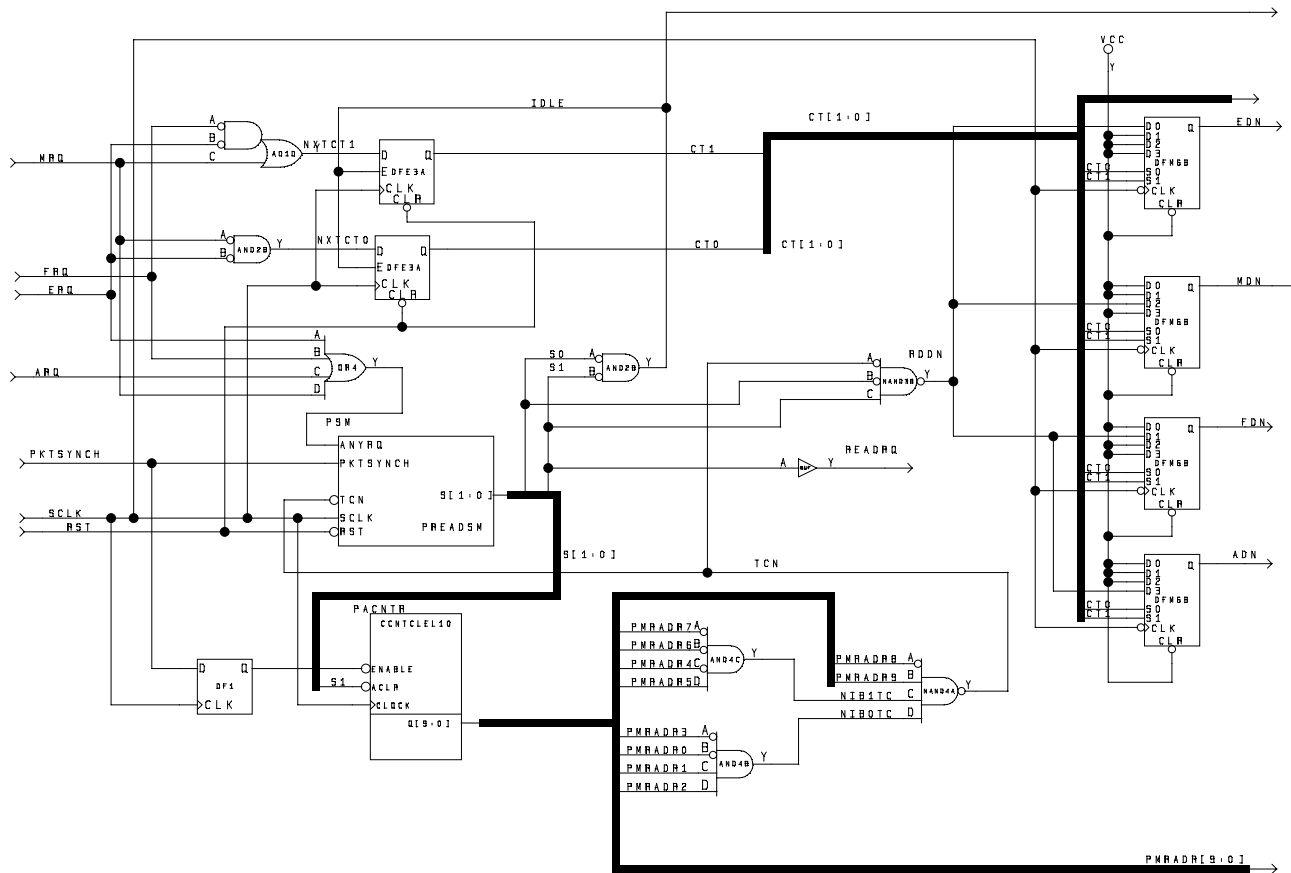 VCC
Y
IDLE
CT[1:0]
A
B
C
AO1D
Y
NXTCT1
MRQ
D Q
E DFE3A
CLK
CLR
CT1
D0 Q
D1
D2
D3
DFM6B
CT0 S0
CT1 S1
CLK
CLR
EDN
A
B
AND2B
Y
NXTCT0
D Q
E DFE3A
CLK
CLR
CT0
CT[1:0]
FRQ
ERQ
D0 Q
D1
D2
D3
DFM6B
CT0 S0
CT1 S1
CLK
CLR
MDN
A
B
C
D
OR4
Y
ARQ
S0 A
S1 B
AND2B
Y
A
B
C
NAND3B
Y
RDDN
PSM
ANYRQ
PKTSYNCH
TCN
SCLK
RST
S[1:0]
PREADSM
PKTSYNCH
SCLK
RST
A BUF Y
READRQ
D0 Q
D1
D2
D3
DFM6B
CT0 S0
CT1 S1
CLK
CLR
FDN
S[1:0]
TCN
D0 Q
D1
D2
D3
DFM6B
CT0 S0
CT1 S1
CLK
CLR
ADN
PACNTR
CCNTCLEL10
ENABLE
S1 ACLR
CLOCK
Q[9:0]
D Q
DF1
CLK
PMRADR7 A
PMRADR6 B
PMRADR4 C
PMRADR5 D
AND4C
Y
PMRADR8 A
PMRADR9 B
NIB1TC C
NIB0TC D
NAND4A
Y
PMRADR3 A
PMRADR0 B
PMRADR1 C
PMRADR2 D
AND4B
Y
PMRADR[9:0]